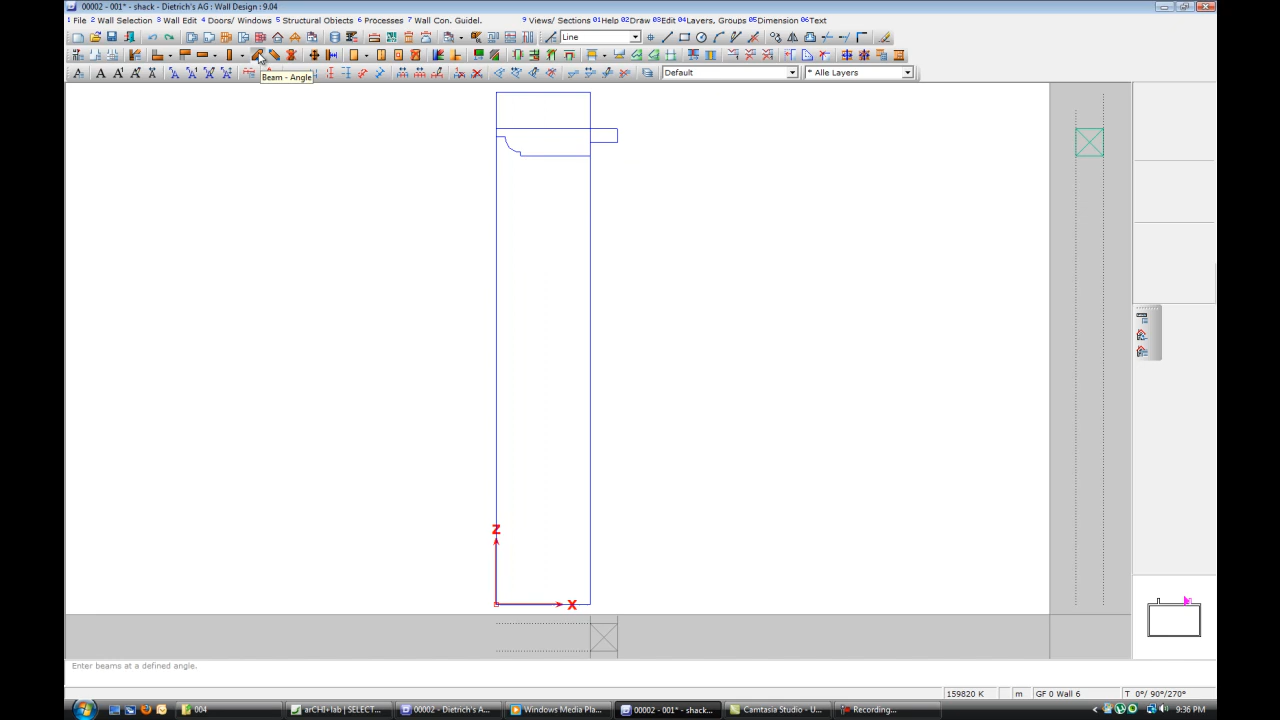 00002 - 001* - shack - Dietrich's AG : Wall Design : 9.04
1 File 2 Wall Selection 3 Wall Edit 4 Doors/ Windows 5 Structural Objects 6 Processes 7 Wall Con. Guidel. 9 Views/ Sections 01Help 02Draw 03Edit 04Layers, Groups 05Dimension 06Text
Line
Default
* Alle Layers
Beam - Angle
Z
X
Enter beams at a defined angle.
159820 K
m
GF 0 Wall 6
T 0°/ 90°/270°
004
arCHI+lab | SELECT...
00002 - Dietrich's A...
Windows Media Pla...
00002 - 001* - shack...
Camtasia Studio - U...
Recording...
9:36 PM